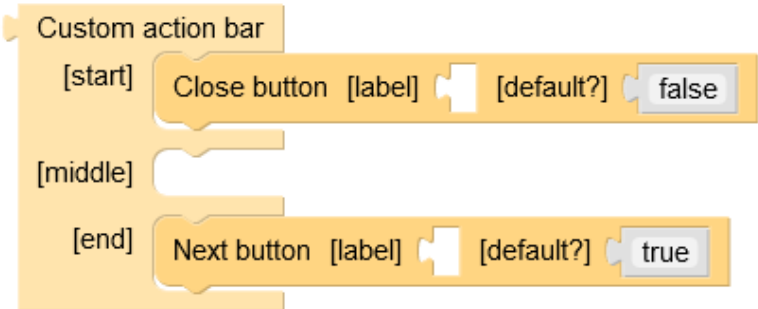 Custom action bar
[start] Close button [label] [default?] false
[middle]
[end] Next button [label] [default?] true